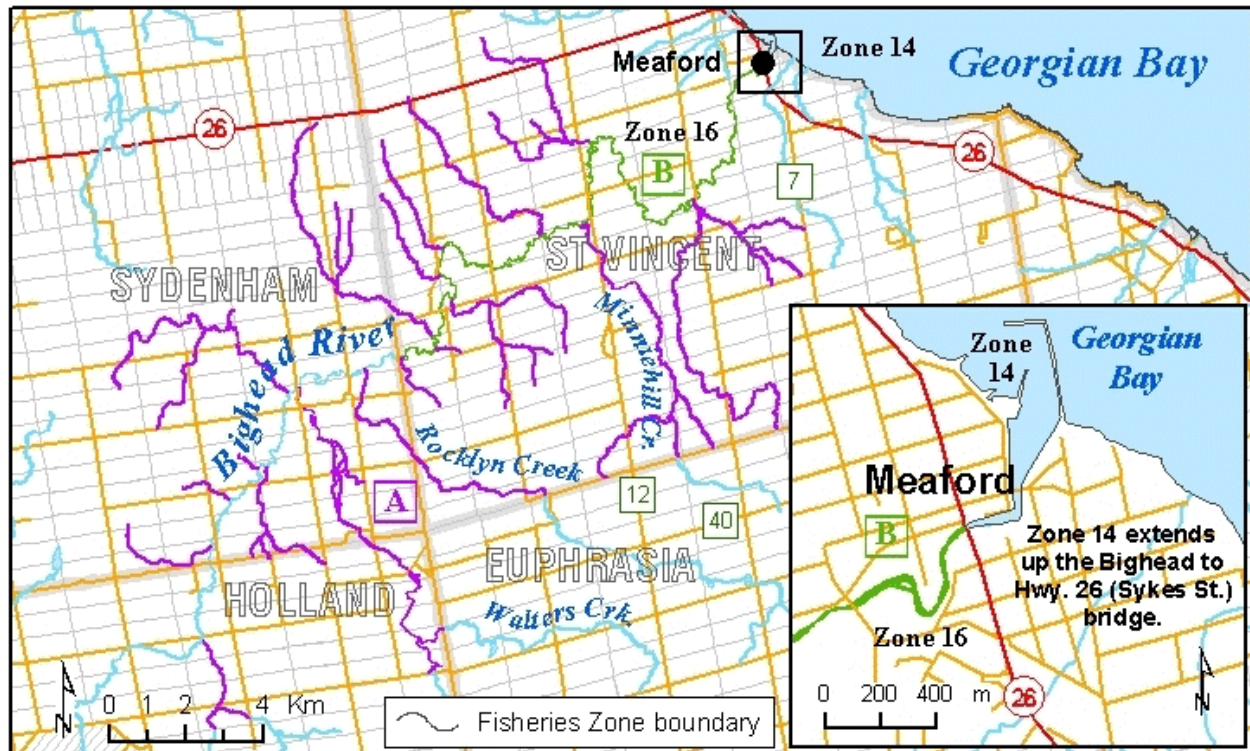 Meaford
Zone 14
Georgian Bay
26
Zone 16
B
7
26
SYDENHAM
ST VINCENT
Bighead River
Minniehill Cr.
Rocklyn Creek
A
12
40
EUPHRASIA
HOLLAND
Walters Crk.
N
0 1 2 4 Km
Fisheries Zone boundary
Zone
14
Georgian
Bay
Meaford
B
Zone 14 extends
up the Bighead to
Hwy. 26 (Sykes St.)
bridge.
Zone 16
0 200 400 m
26
N